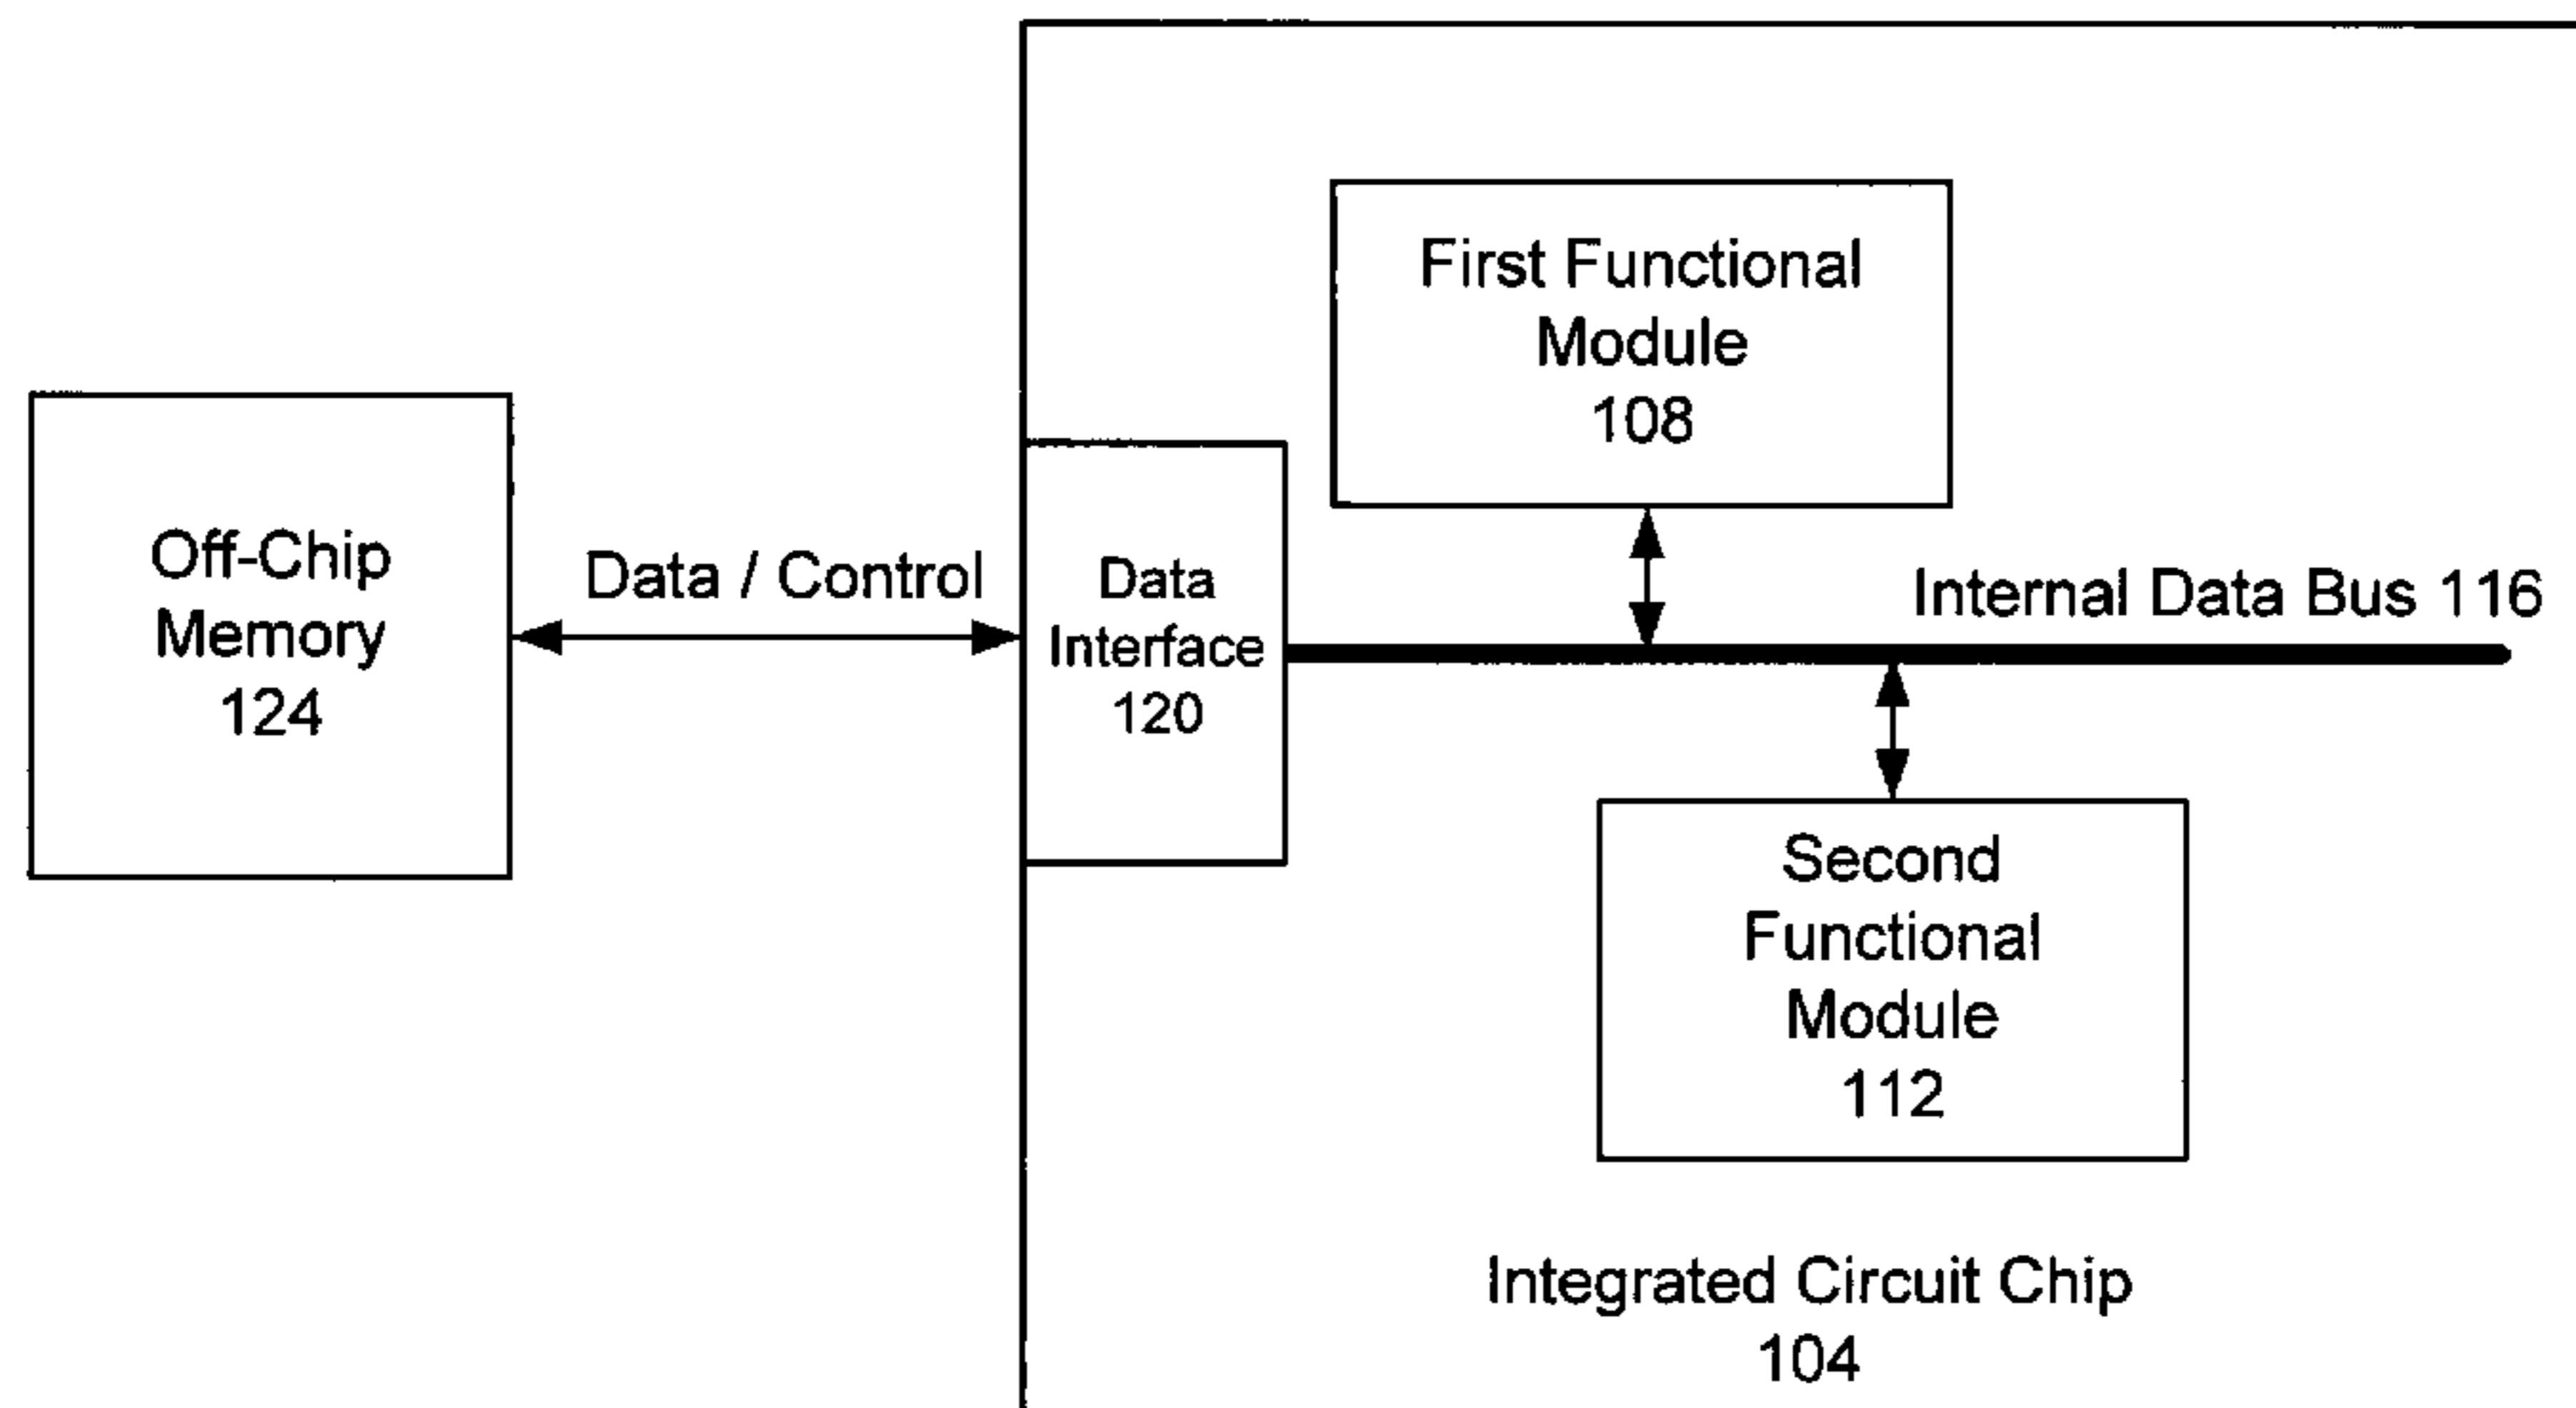 First Functional
Module
108
Off-Chip
Memory
124
Data / Control
Data
Interface
120
Internal Data Bus 116
Second
Functional
Module
112
Integrated Circuit Chip
104